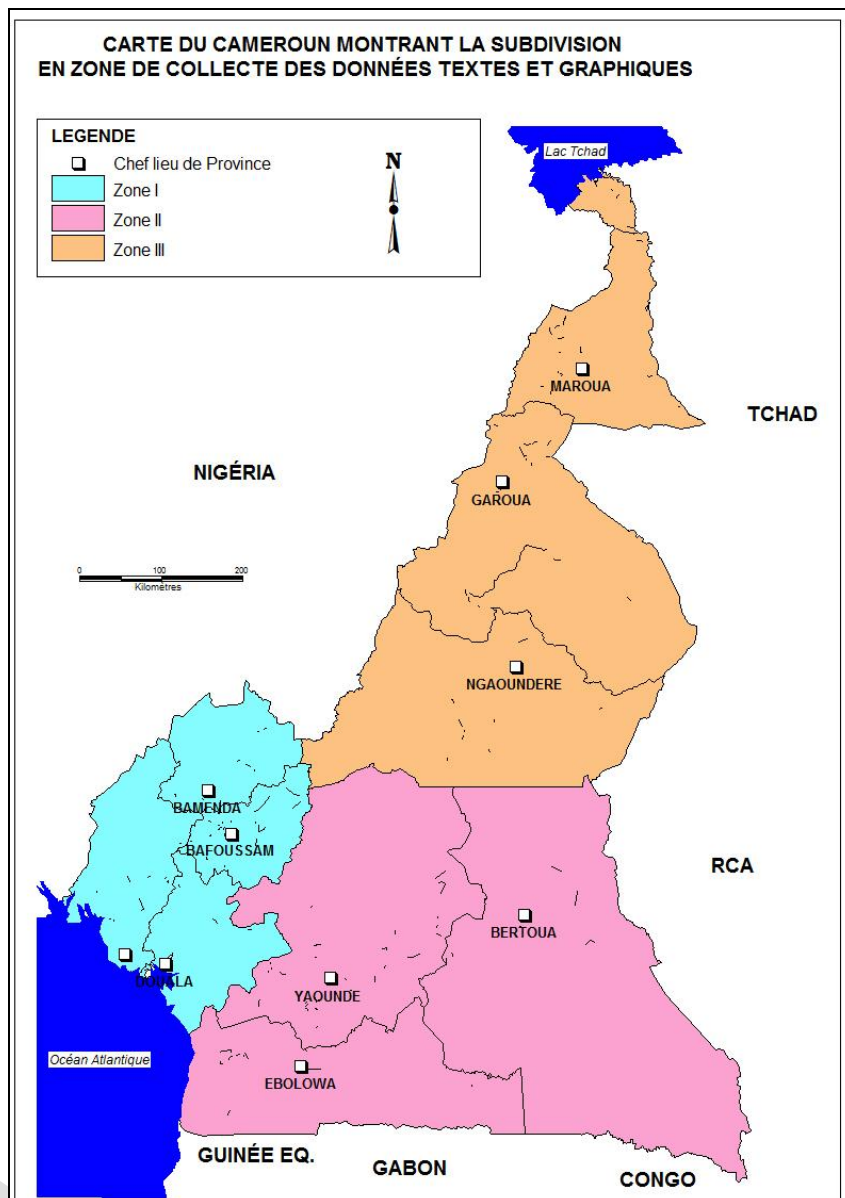 CARTE DU CAMEROUN MONTRANT LA SUBDIVISION
EN ZONE DE COLLECTE DES DONNÉES TEXTES ET GRAPHIQUES
LEGENDE
Chef lieu de Province
Zone I
Zone II
Zone III
N
Lac Tchad
MAROUA
TCHAD
NIGÉRIA
GAROUA
0 100 200
Kilomètres
NGAOUNDERE
BAMENDA
BAFOUSSAM
RCA
BERTOUA
DOUALA
YAOUNDE
Océan Atlantique
EBOLOWA
GUINÉE EQ.
GABON
CONGO